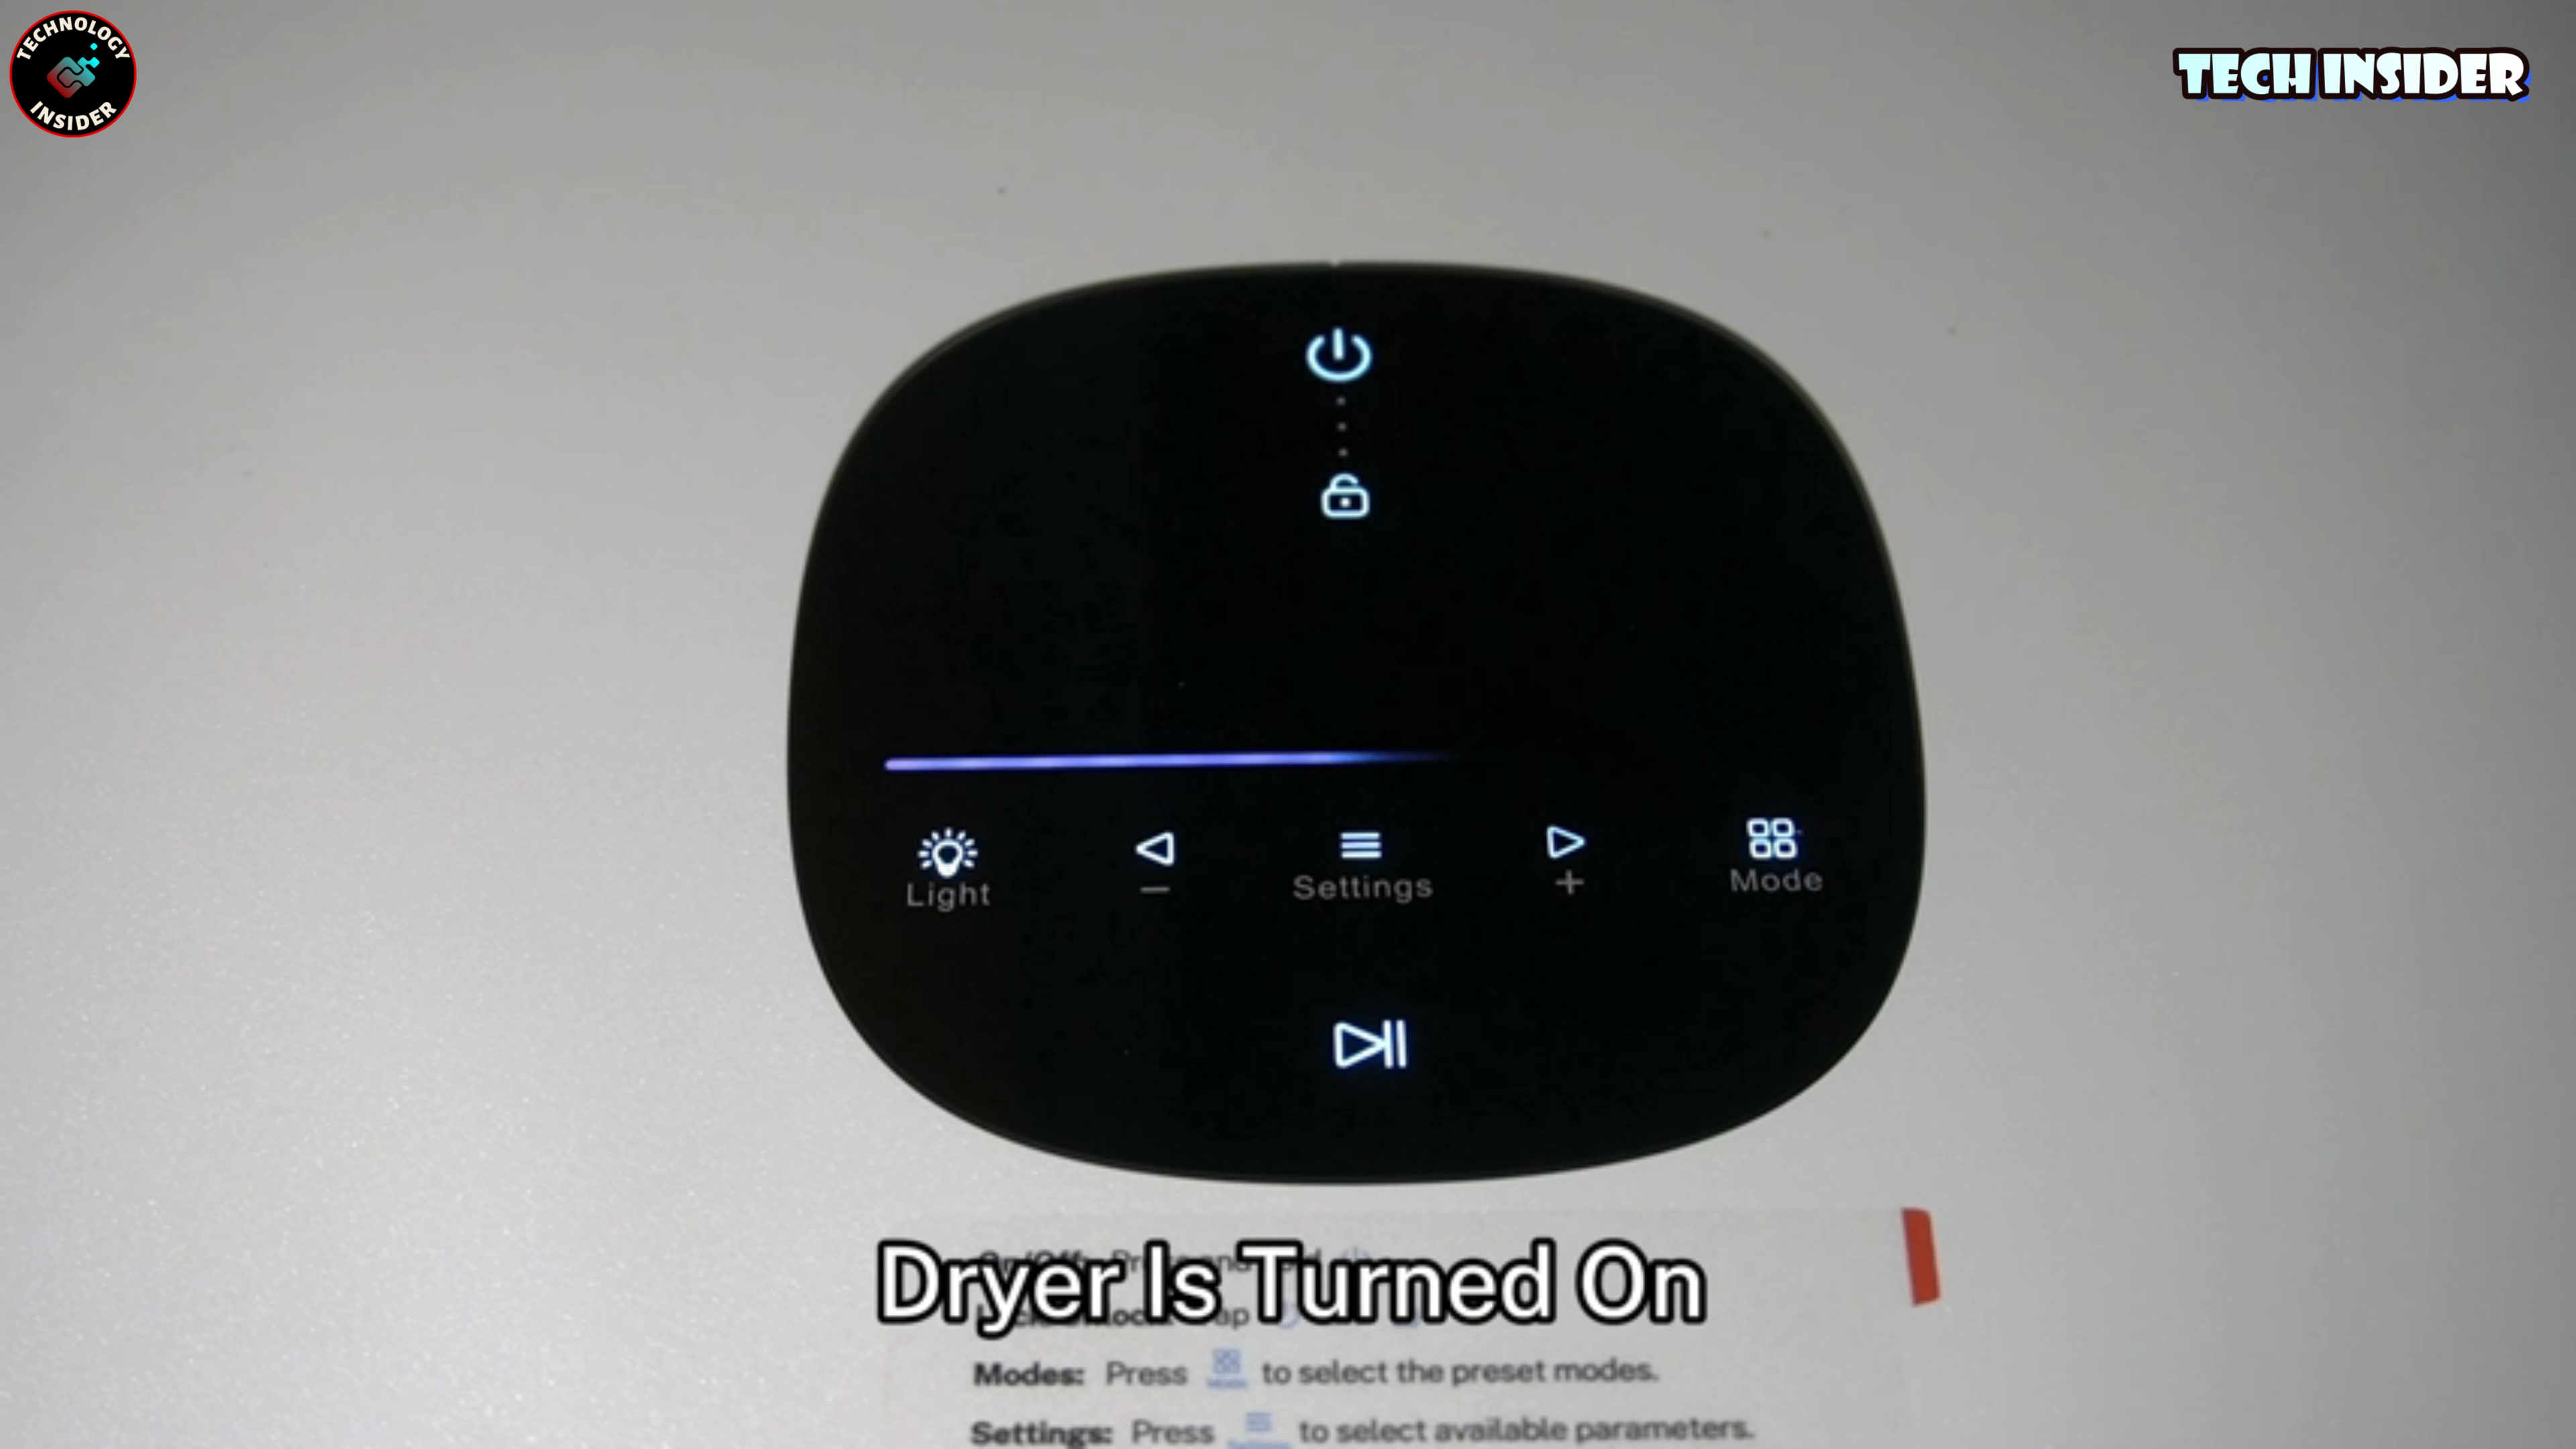 TECHNOLOGY
INSIDER
TECH INSIDER
Light
Settings
Mode
Dryer Is Turned On
Modes: Press to select the preset modes.
Settings: Press to select available parameters.